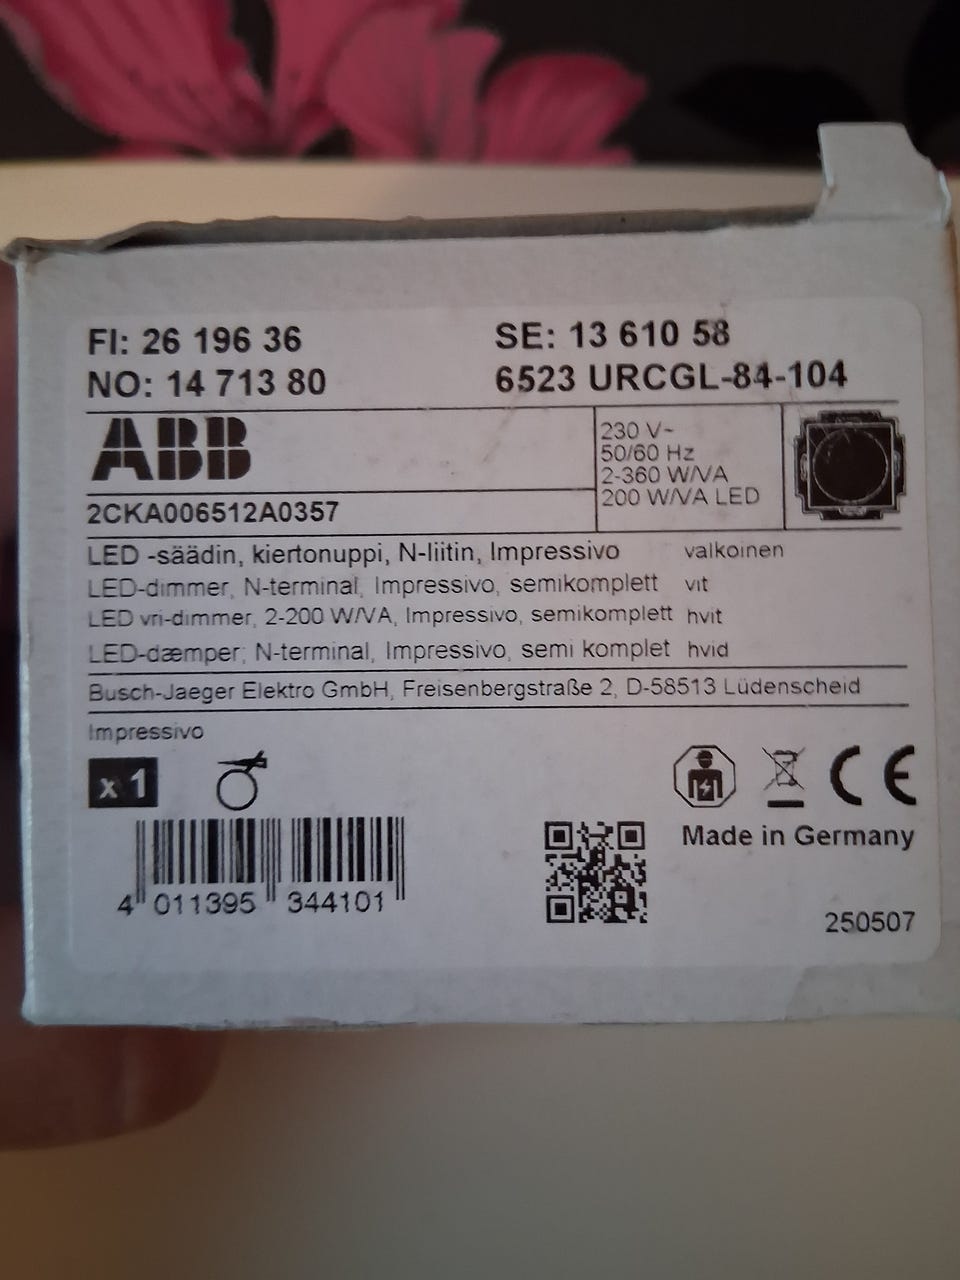 FI: 26 196 36
SE: 13 610 58
NO: 14 713 80
6523 URCGL-84-104
ABB
230 V~
50/60 Hz
2-360 W/VA
200 W/VA LED
2CKA006512A0357
LED -säädin, kiertonuppi, N-liitin, Impressivo valkoinen
LED-dimmer, N-terminal, Impressivo, semikomplett vit
LED vri-dimmer, 2-200 W/VA, Impressivo, semikomplett hvit
LED-dæmper, N-terminal, Impressivo, semi komplet hvid
Busch-Jaeger Elektro GmbH, Freisenbergstraße 2, D-58513 Lüdenscheid
Impressivo
x 1
CE
Made in Germany
4 011395 344101
250507